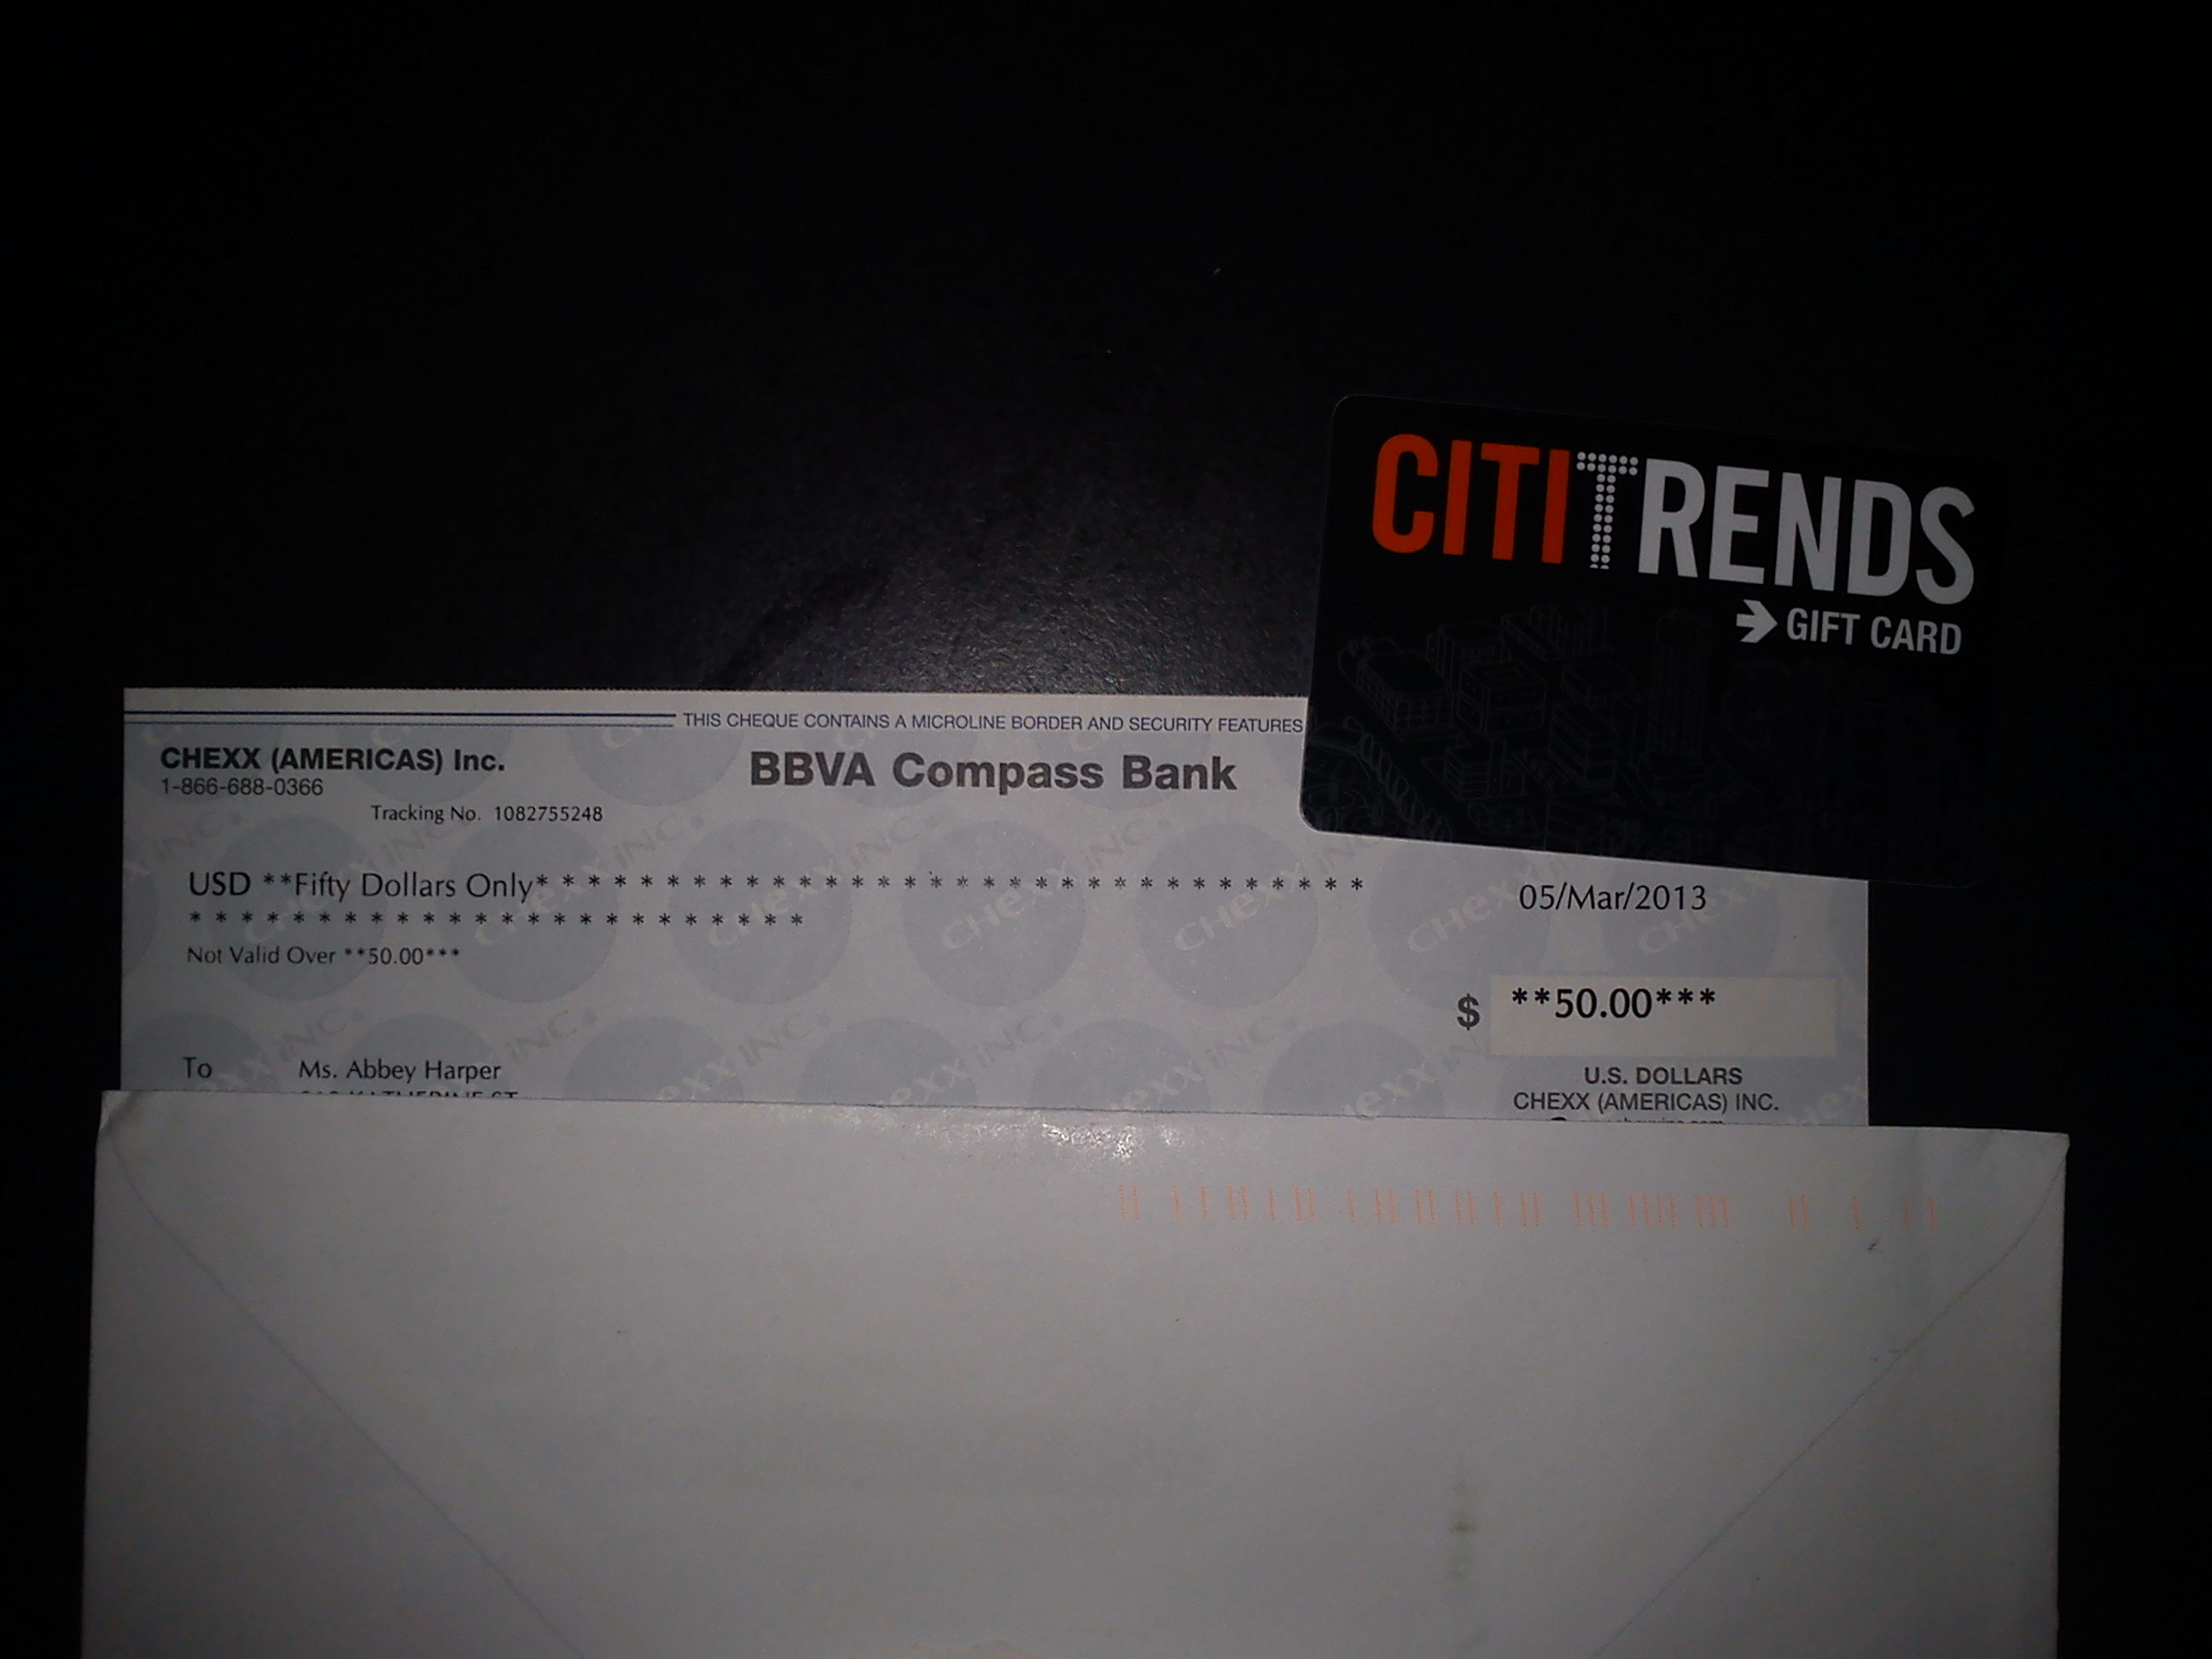 CITITRENDS
GIFT CARD
THIS CHEQUE CONTAINS A MICROLINE BORDER AND SECURITY FEATURES
CHEXX (AMERICAS) Inc.
1-866-688-0366
BBVA Compass Bank
Tracking No. 1082755248
USD **Fifty Dollars Only* * * * * * * * * * * * * * * * * * * * * * * * * * * * * * * *
* * * * * * * * * * * * * * * * * * * * * * * *
05/Mar/2013
Not Valid Over **50.00***
$ **50.00***
To Ms. Abbey Harper
U.S. DOLLARS
CHEXX (AMERICAS) INC.